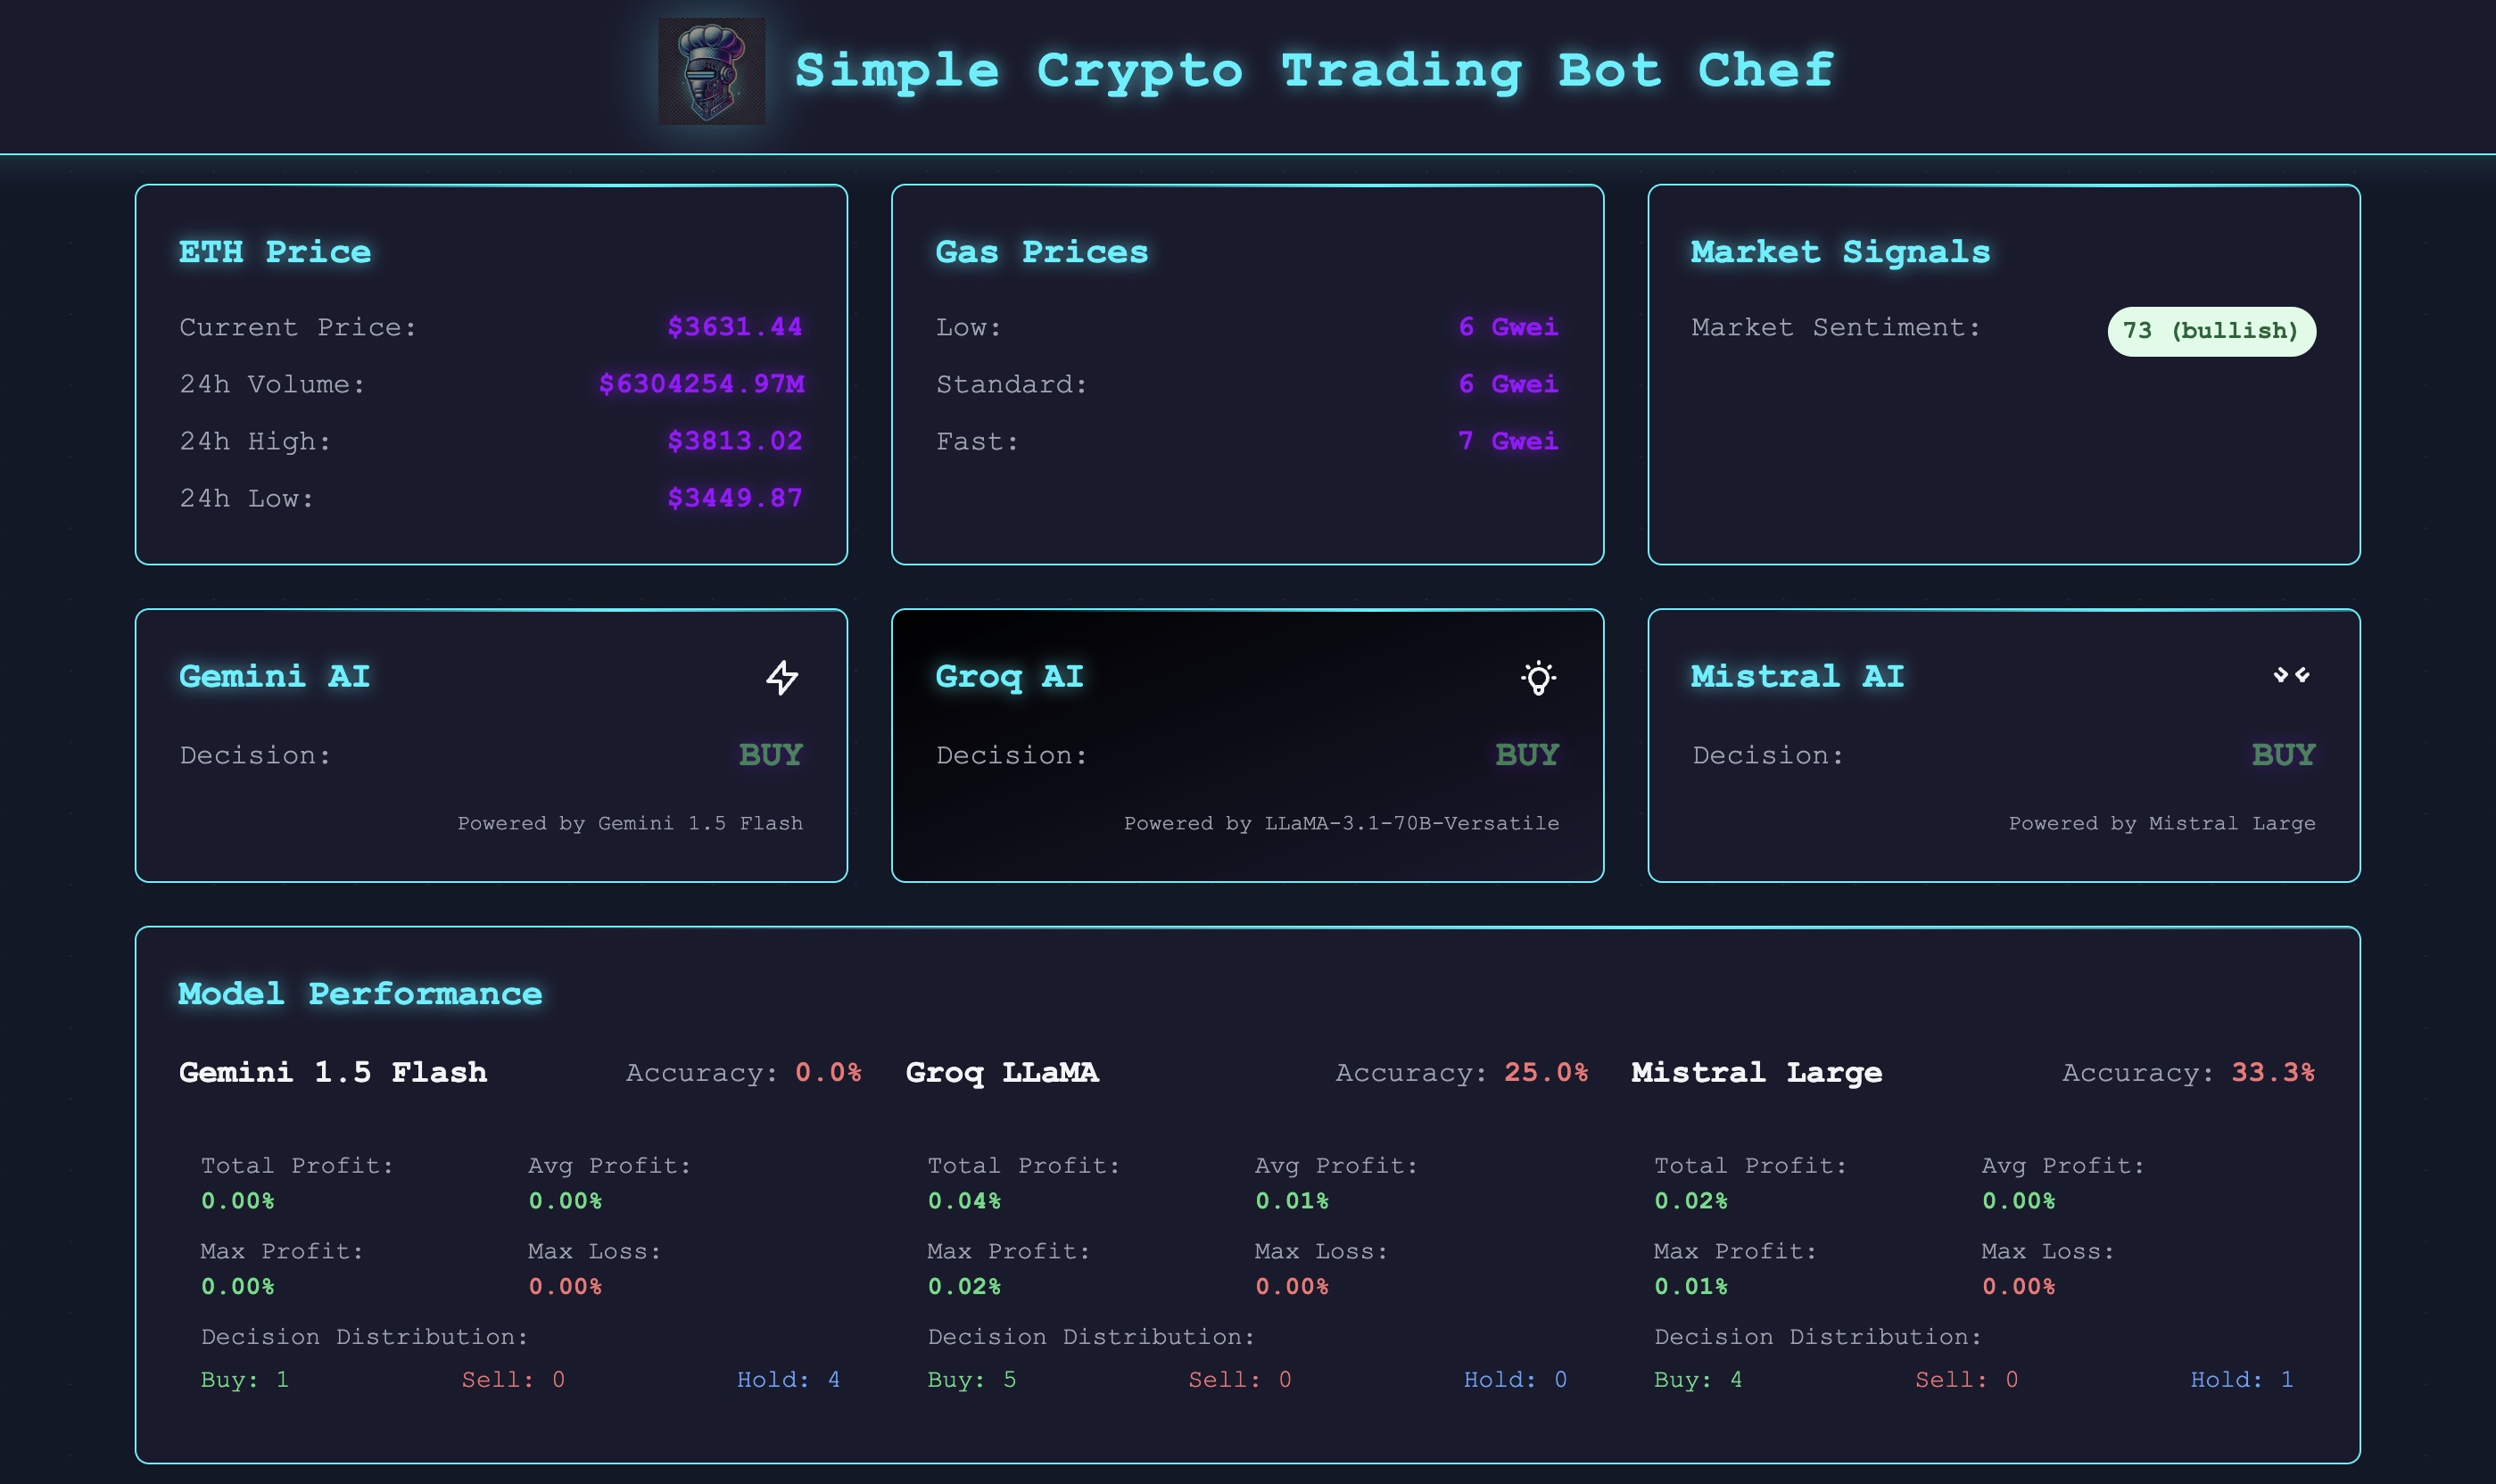 Simple Crypto Trading Bot Chef
ETH Price
Current Price: $3631.44
24h Volume: $6304254.97M
24h High: $3813.02
24h Low: $3449.87
Gas Prices
Low: 6 Gwei
Standard: 6 Gwei
Fast: 7 Gwei
Market Signals
Market Sentiment: 73 (bullish)
Gemini AI
Decision: BUY
Powered by Gemini 1.5 Flash
Groq AI
Decision: BUY
Powered by LLaMA-3.1-70B-Versatile
Mistral AI
Decision: BUY
Powered by Mistral Large
Model Performance
Gemini 1.5 Flash Accuracy: 0.0%
Total Profit: Avg Profit:
0.00% 0.00%
Max Profit: Max Loss:
0.00% 0.00%
Decision Distribution:
Buy: 1 Sell: 0 Hold: 4
Groq LLaMA Accuracy: 25.0%
Total Profit: Avg Profit:
0.04% 0.01%
Max Profit: Max Loss:
0.02% 0.00%
Decision Distribution:
Buy: 5 Sell: 0 Hold: 0
Mistral Large Accuracy: 33.3%
Total Profit: Avg Profit:
0.02% 0.00%
Max Profit: Max Loss:
0.01% 0.00%
Decision Distribution:
Buy: 4 Sell: 0 Hold: 1